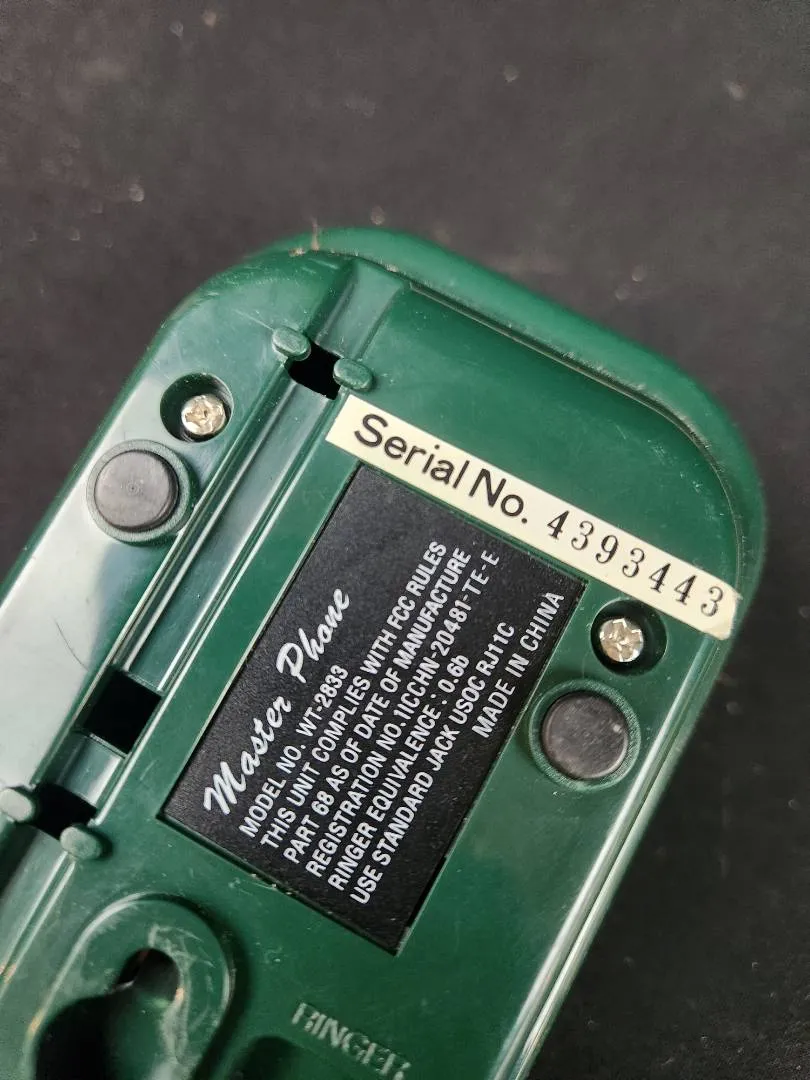 Serial No. 4393443
Master Phone
MODEL NO. WT-2833
THIS UNIT COMPLIES WITH FCC RULES
PART 68 AS OF DATE OF MANUFACTURE
REGISTRATION NO.1ICCHN-20481-TE-E
RINGER EQUIVALENCE : 0.6b
USE STANDARD JACK USOC RJ11C
MADE IN CHINA
RINGER